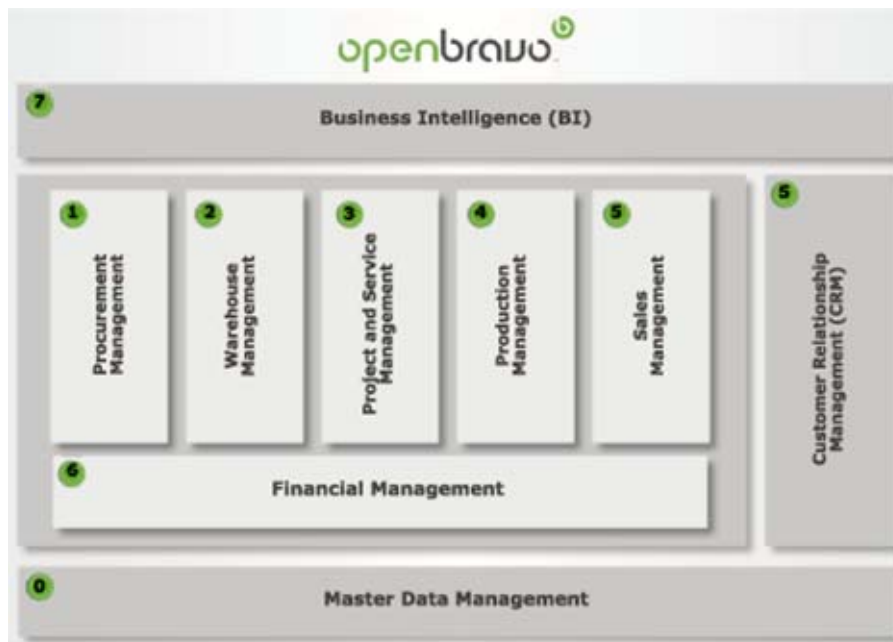 openbravo
7
Business Intelligence (BI)
1
Procurement
Management
2
Warehouse
Management
3
Project and Service
Management
4
Production
Management
5
Sales
Management
5
Customer Relationship
Management (CRM)
6
Financial Management
0
Master Data Management